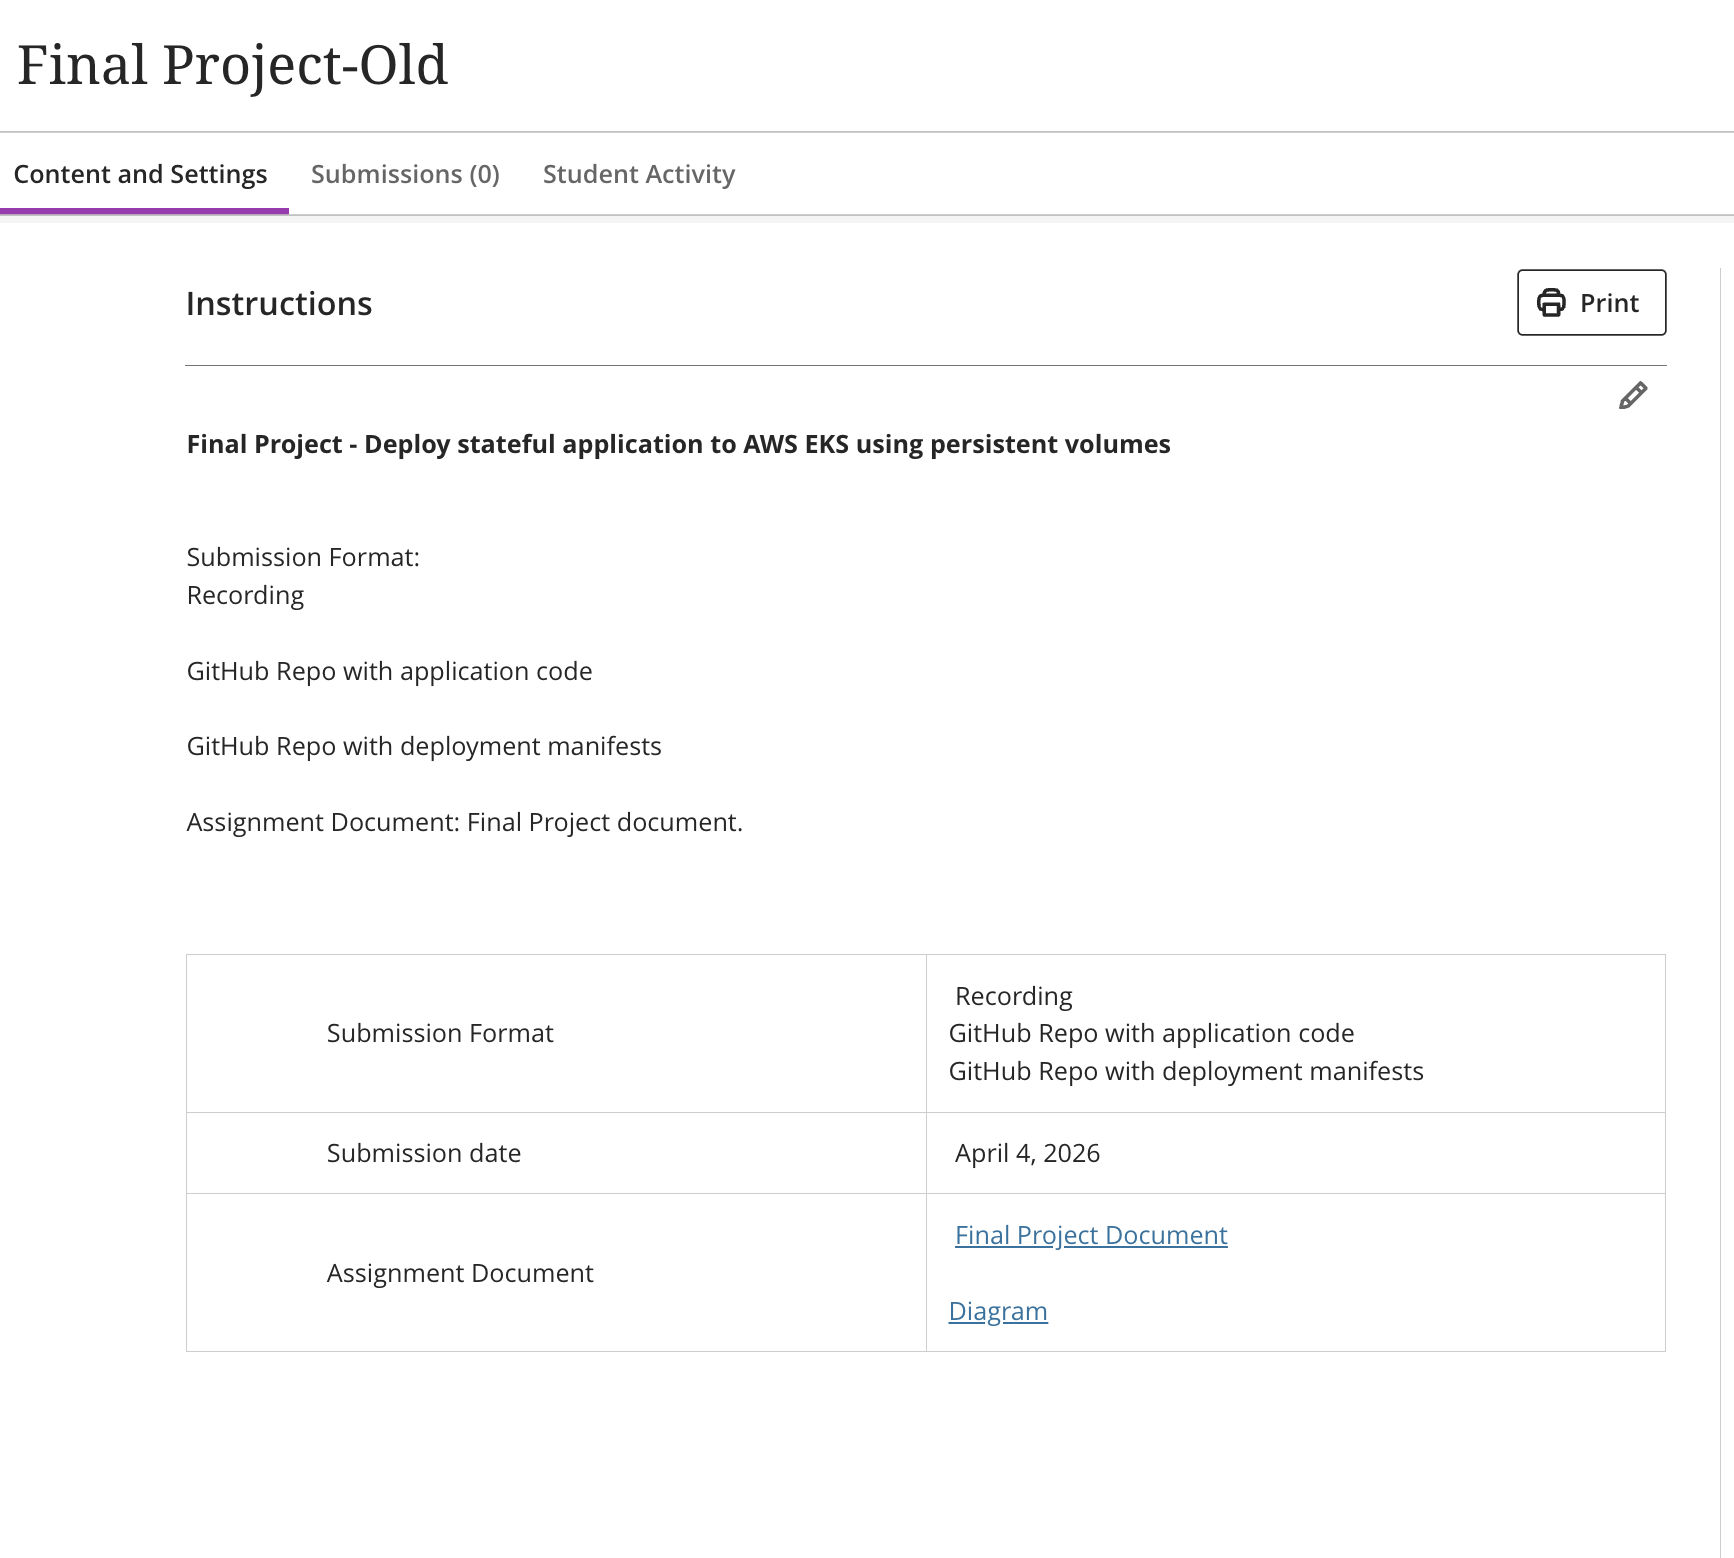 Final Project-Old
Content and Settings
Submissions (0)
Student Activity
Instructions
Print
Final Project - Deploy stateful application to AWS EKS using persistent volumes
Submission Format:
Recording
GitHub Repo with application code
GitHub Repo with deployment manifests
Assignment Document: Final Project document.
Submission Format
Recording
GitHub Repo with application code
GitHub Repo with deployment manifests
Submission date
April 4, 2026
Assignment Document
Final Project Document
Diagram